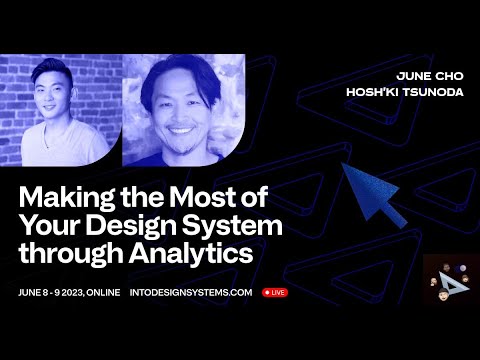 JUNE CHO
HOSH'KI TSUNODA
Making the Most of
Your Design System
through Analytics
JUNE 8 - 9 2023, ONLINE INTODESIGNSYSTEMS.COM LIVE